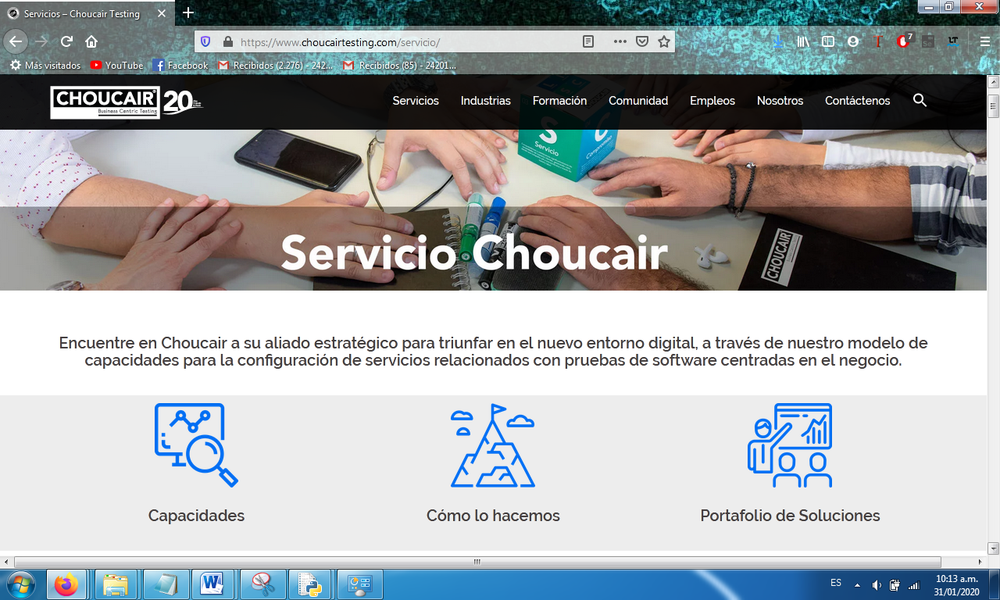 Servicios – Choucair Testing
https://www.choucairtesting.com/servicio/
7
Más visitados
YouTube
Facebook
Recibidos (2.276) - 242...
Recibidos (85) - 24201...
CHOUCAIR®
Business Centric Testing
20
Servicios
Industrias
Formación
Comunidad
Empleos
Nosotros
Contáctenos
S
Servicio
C
Compromiso
CHOUCAIR
Servicio Choucair
Encuentre en Choucair a su aliado estratégico para triunfar en el nuevo entorno digital, a través de nuestro modelo de
capacidades para la configuración de servicios relacionados con pruebas de software centradas en el negocio.
Capacidades
Cómo lo hacemos
Portafolio de Soluciones
ES
10:13 a.m.
31/01/2020